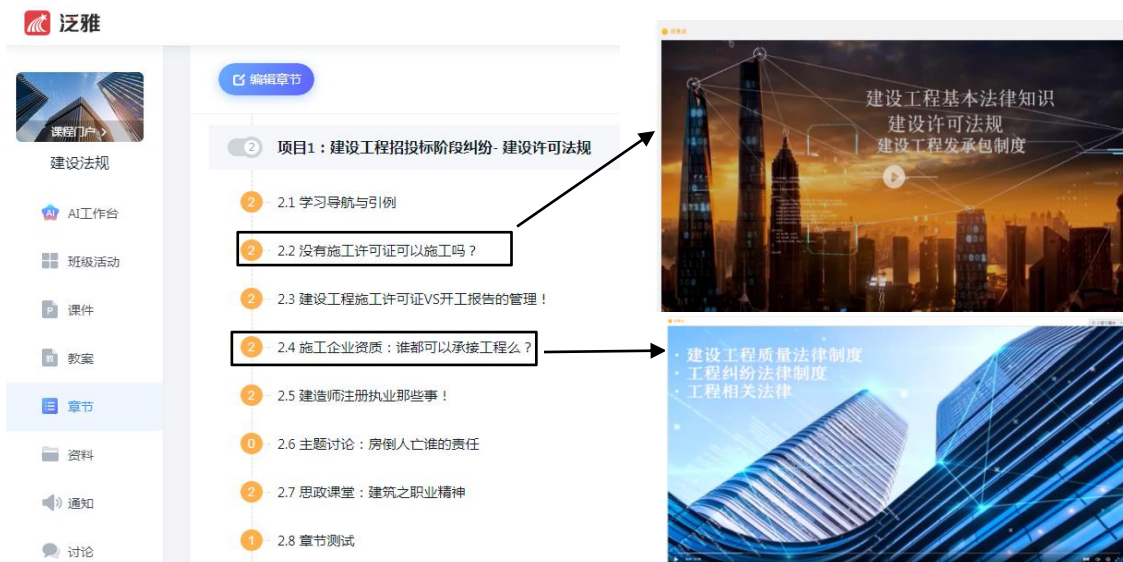 泛雅
课程门户 >
建设法规
AI工作台
班级活动
课件
教案
章节
资料
通知
讨论
编辑章节
2 项目1：建设工程招投标阶段纠纷- 建设许可法规
2 2.1 学习导航与引例
2 2.2 没有施工许可证可以施工吗？
2 2.3 建设工程施工许可证VS开工报告的管理！
2 2.4 施工企业资质：谁都可以承接工程么？
2 2.5 建造师注册执业那些事！
0 2.6 主题讨论：房倒人亡谁的责任
2 2.7 思政课堂：建筑之职业精神
1 2.8 章节测试
建设工程基本法律知识
建设许可法规
建设工程发承包制度
· 建设工程质量法律制度
· 工程纠纷法律制度
· 工程相关法律